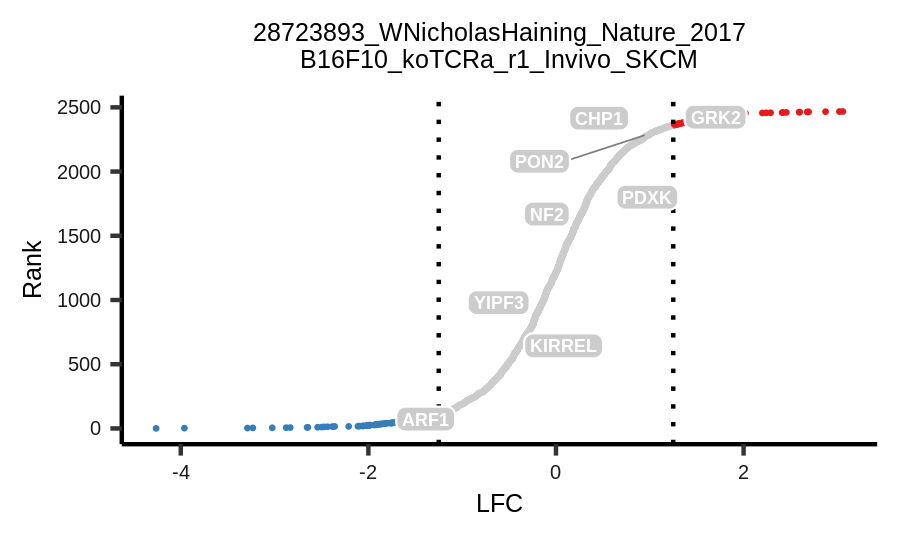 28723893_WNicholasHaining_Nature_2017
B16F10_koTCRa_r1_Invivo_SKCM
Rank
2500
2000
1500
1000
500
0
CHP1
GRK2
PON2
PDXK
NF2
YIPF3
KIRREL
ARF1
-4
-2
0
2
LFC